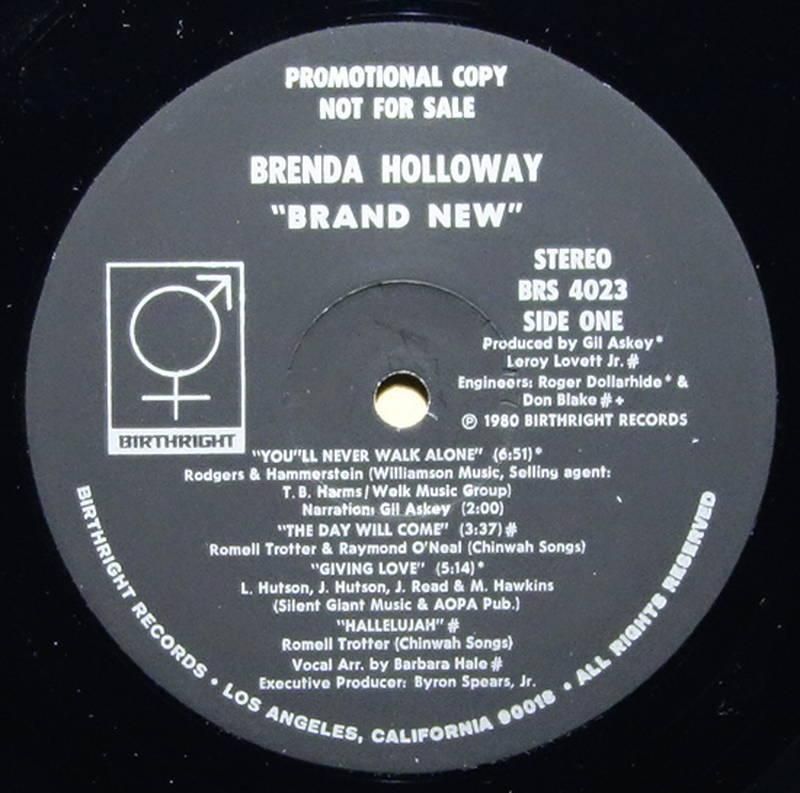 PROMOTIONAL COPY
NOT FOR SALE
BRENDA HOLLOWAY
"BRAND NEW"
STEREO
BRS 4023
SIDE ONE
Produced by Gil Askey*
Leroy Lovett Jr.#
Engineers: Roger Dollarhide* &
Don Blake#+
℗ 1980 BIRTHRIGHT RECORDS
BIRTHRIGHT
"YOU"LL NEVER WALK ALONE" (6:51)*
Rodgers & Hammerstein (Williamson Music, Selling agent:
T.B. Harms/Welk Music Group)
Narration: Gil Askey (2:00)
"THE DAY WILL COME" (3:37)#
Romell Trotter & Raymond O'Neal (Chinwah Songs)
"GIVING LOVE" (5:14)*
L. Hutson, J. Hutson, J. Read & M. Hawkins
(Silent Giant Music & AOPA Pub.)
"HALLELUJAH"#
Romell Trotter (Chinwah Songs)
Vocal Arr. by Barbara Hale#
Executive Producer: Byron Spears, Jr.
BIRTHRIGHT RECORDS • LOS ANGELES, CALIFORNIA 90018 • ALL RIGHTS RESERVED